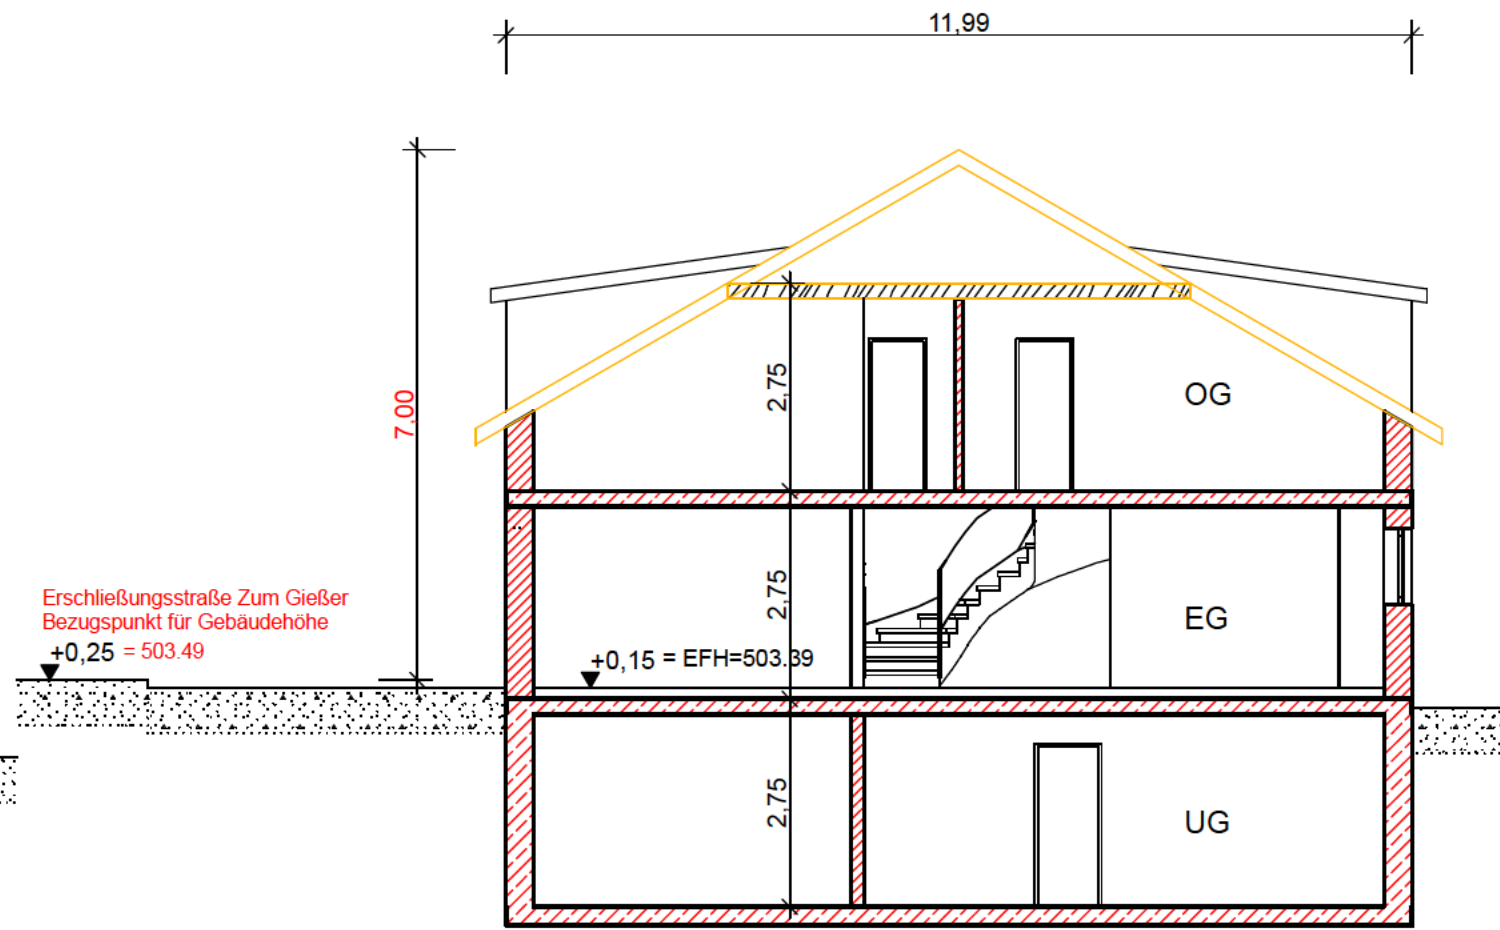 11,99
7,00
2,75
OG
2,75
Erschließungsstraße Zum Gießer
Bezugspunkt für Gebäudehöhe
+0,25 = 503.49
EG
+0,15 = EFH=503.39
2,75
UG